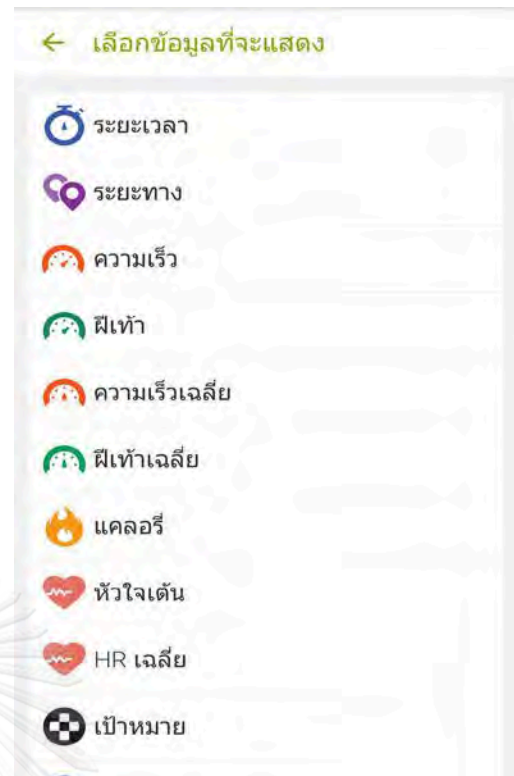 เลือกข้อมูลที่จะแสดง
ระยะเวลา
ระยะทาง
ความเร็ว
ฝีเท้า
ความเร็วเฉลี่ย
ฝีเท้าเฉลี่ย
แคลอรี่
หัวใจเต้น
HR เฉลี่ย
เป้าหมาย